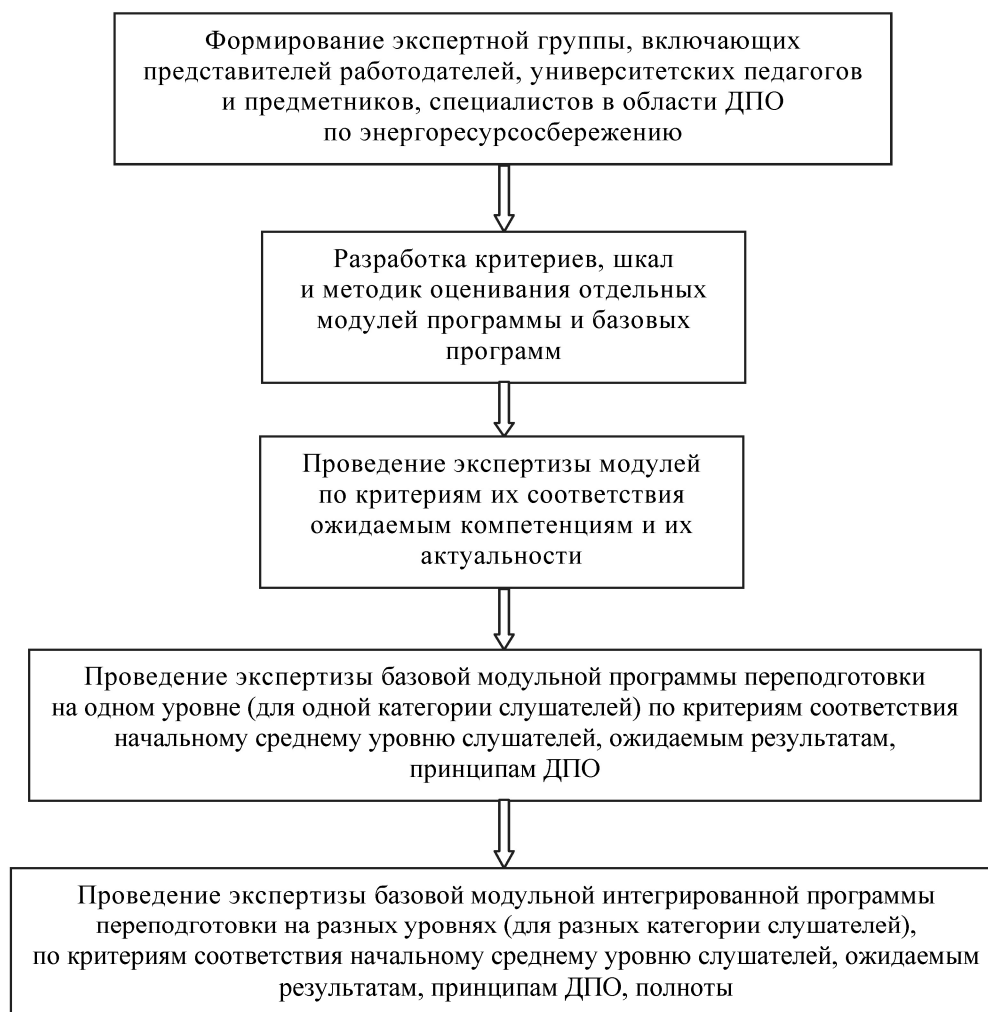 Формирование экспертной группы, включающих
представителей работодателей, университетских педагогов
и предметников, специалистов в области ДПО
по энергоресурсосбережению
Разработка критериев, шкал
и методик оценивания отдельных
модулей программы и базовых
программ
Проведение экспертизы модулей
по критериям их соответствия
ожидаемым компетенциям и их
актуальности
Проведение экспертизы базовой модульной программы переподготовки
на одном уровне (для одной категории слушателей) по критериям соответствия
начальному среднему уровню слушателей, ожидаемым результатам,
принципам ДПО
Проведение экспертизы базовой модульной интегрированной программы
переподготовки на разных уровнях (для разных категории слушателей),
по критериям соответствия начальному среднему уровню слушателей, ожидаемым
результатам, принципам ДПО, полноты